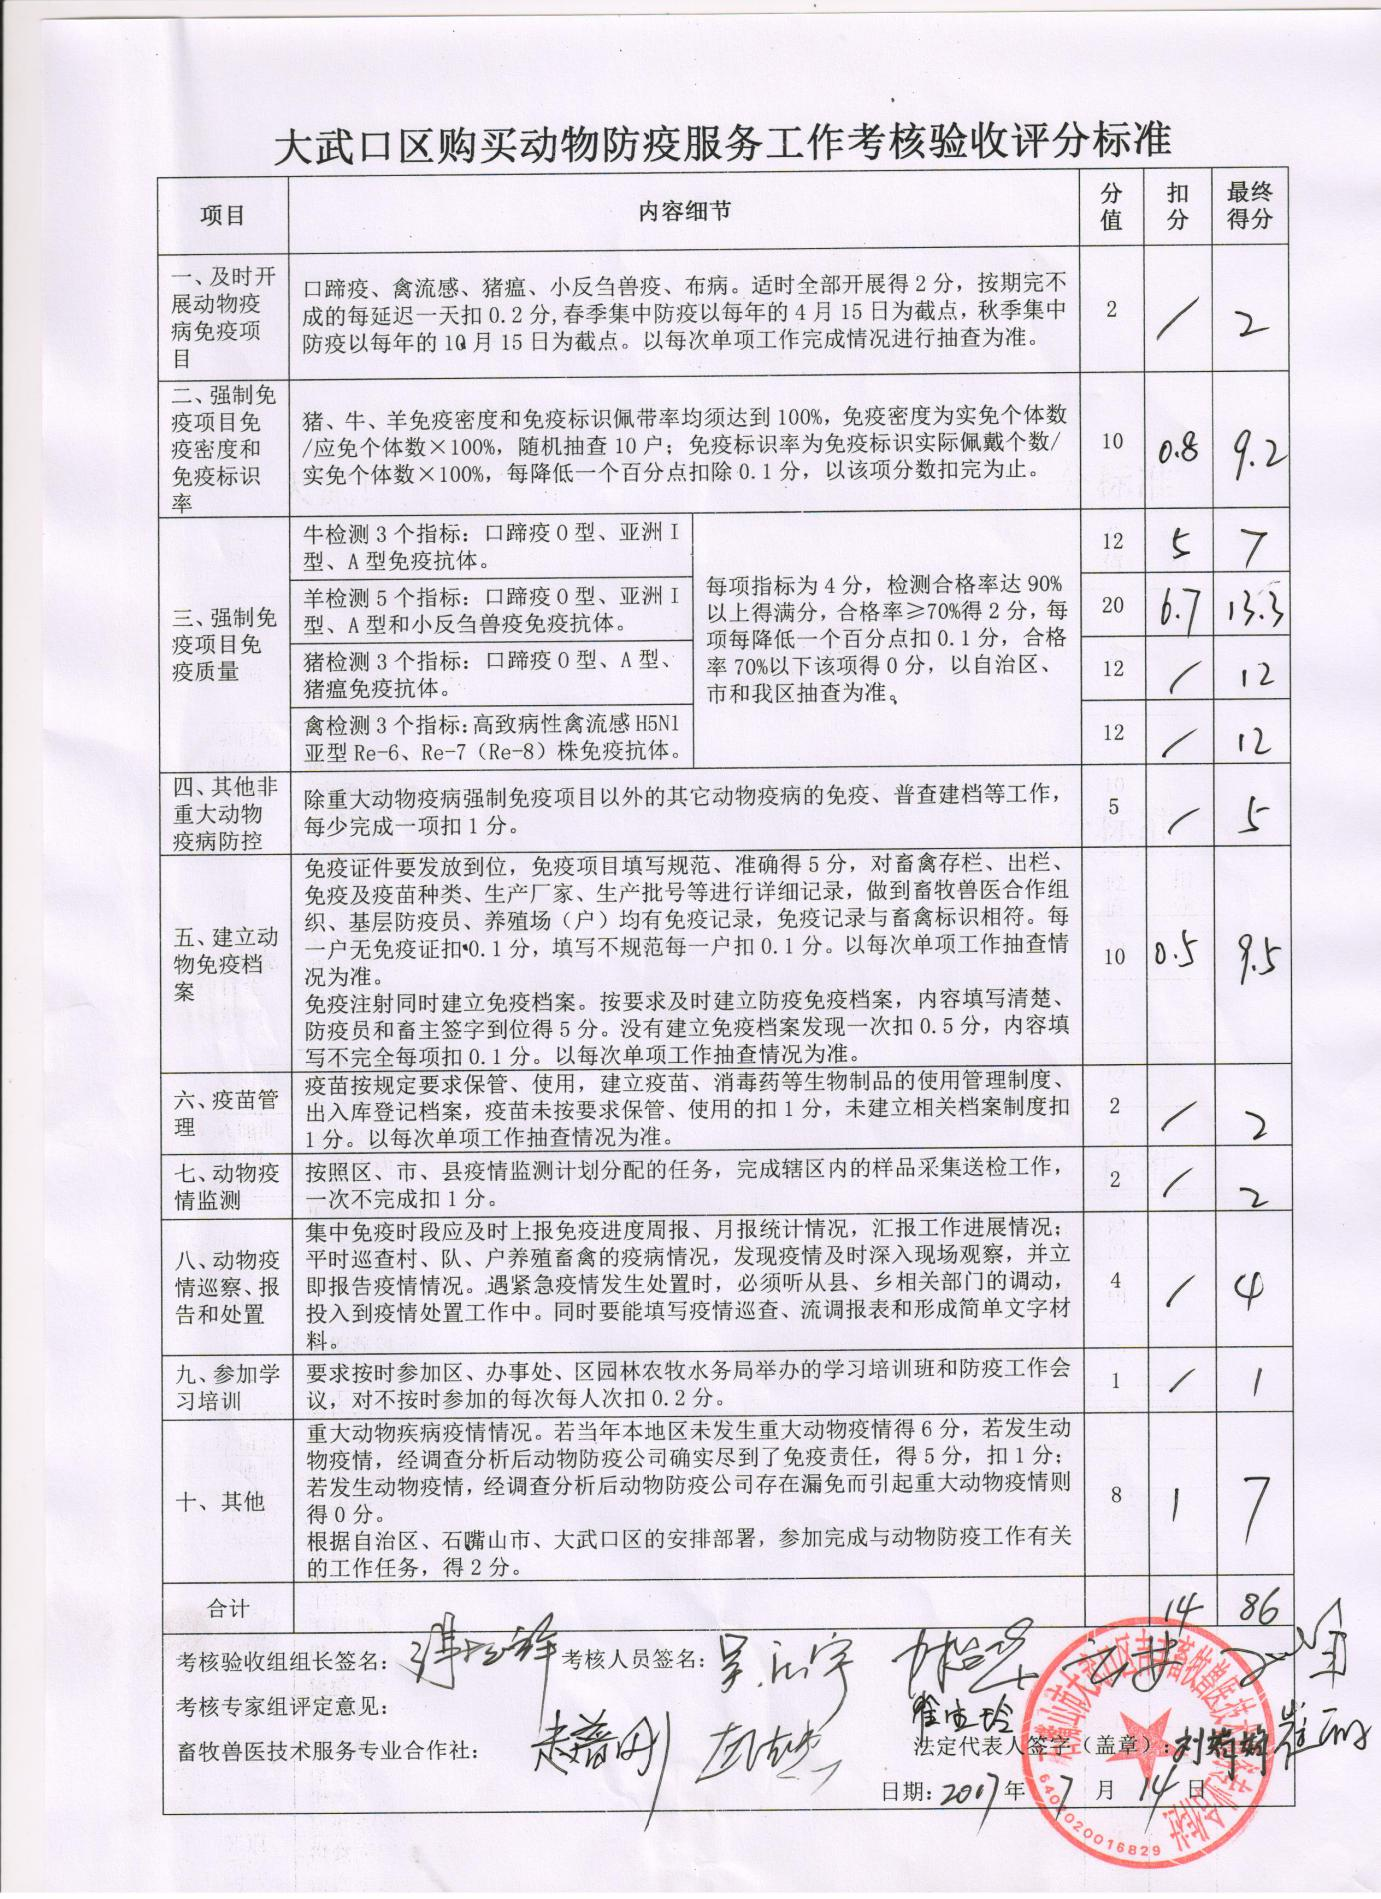 大武口区购买动物防疫服务工作考核验收评分标准
项目 内容细节 分值 扣分 最终得分
一、及时开展动物疫病免疫项目
口蹄疫、禽流感、猪瘟、小反刍兽疫、布病。适时全部开展得2分，按期完不
成的每延迟一天扣0.2分,春季集中防疫以每年的4月15日为截点，秋季集中
防疫以每年的10月15日为截点。以每次单项工作完成情况进行抽查为准。
2 / 2
二、强制免疫项目免疫密度和免疫标识率
猪、牛、羊免疫密度和免疫标识佩带率均须达到100%，免疫密度为实免个体数
/应免个体数×100%，随机抽查10户；免疫标识率为免疫标识实际佩戴个数/
实免个体数×100%，每降低一个百分点扣除0.1分，以该项分数扣完为止。
10 0.8 9.2
三、强制免疫项目免疫质量
牛检测3个指标：口蹄疫O型、亚洲I
型、A型免疫抗体。
12 5 7
羊检测5个指标：口蹄疫O型、亚洲I
型、A型和小反刍兽疫免疫抗体。
20 6.7 13.3
猪检测3个指标：口蹄疫O型、A型、
猪瘟免疫抗体。
12 / 12
禽检测3个指标:高致病性禽流感H5N1
亚型Re-6、Re-7（Re-8）株免疫抗体。
12 / 12
每项指标为4分，检测合格率达90%
以上得满分，合格率≥70%得2分，每
项每降低一个百分点扣0.1分，合格
率70%以下该项得0分，以自治区、
市和我区抽查为准。
四、其他非重大动物疫病防控
除重大动物疫病强制免疫项目以外的其它动物疫病的免疫、普查建档等工作，
每少完成一项扣1分。
5 / 5
五、建立动物免疫档案
免疫证件要发放到位，免疫项目填写规范、准确得5分，对畜禽存栏、出栏、
免疫及疫苗种类、生产厂家、生产批号等进行详细记录，做到畜牧兽医合作组
织、基层防疫员、养殖场（户）均有免疫记录，免疫记录与畜禽标识相符。每
一户无免疫证扣0.1分，填写不规范每一户扣0.1分。以每次单项工作抽查情
况为准。
免疫注射同时建立免疫档案。按要求及时建立防疫免疫档案，内容填写清楚、
防疫员和畜主签字到位得5分。没有建立免疫档案发现一次扣0.5分，内容填
写不完全每项扣0.1分。以每次单项工作抽查情况为准。
10 0.5 9.5
六、疫苗管理
疫苗按规定要求保管、使用，建立疫苗、消毒药等生物制品的使用管理制度、
出入库登记档案，疫苗未按要求保管、使用的扣1分，未建立相关档案制度扣
1分。以每次单项工作抽查情况为准。
2 / 2
七、动物疫情监测
按照区、市、县疫情监测计划分配的任务，完成辖区内的样品采集送检工作，
一次不完成扣1分。
2 / 2
八、动物疫情巡察、报告和处置
集中免疫时段应及时上报免疫进度周报、月报统计情况，汇报工作进展情况；
平时巡查村、队、户养殖畜禽的疫病情况，发现疫情及时深入现场观察，并立
即报告疫情情况。遇紧急疫情发生处置时，必须听从县、乡相关部门的调动，
投入到疫情处置工作中。同时要能填写疫情巡查、流调报表和形成简单文字材
料。
4 / 4
九、参加学习培训
要求按时参加区、办事处、区园林农牧水务局举办的学习培训班和防疫工作会
议，对不按时参加的每次每人次扣0.2分。
1 / 1
十、其他
重大动物疾病疫情情况。若当年本地区未发生重大动物疫情得6分，若发生动
物疫情，经调查分析后动物防疫公司确实尽到了免疫责任，得5分，扣1分；
若发生动物疫情，经调查分析后动物防疫公司存在漏免而引起重大动物疫情则
得0分。
根据自治区、石嘴山市、大武口区的安排部署，参加完成与动物防疫工作有关
的工作任务，得2分。
8 1 7
合计 14 86
考核验收组组长签名： 考核人员签名：
考核专家组评定意见：
畜牧兽医技术服务专业合作社： 法定代表人签字（盖章）：
日期：2017年7月14日
6402020016829